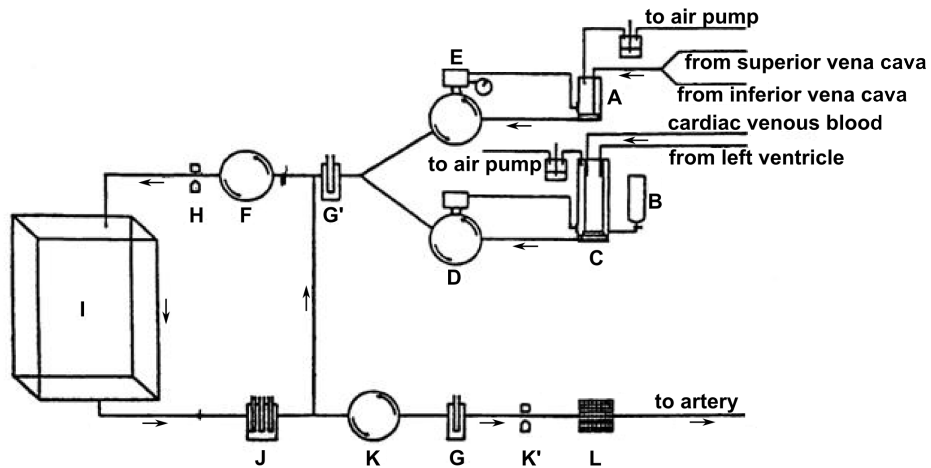 to air pump
E
from superior vena cava
A
from inferior vena cava
cardiac venous blood
to air pump
from left ventricle
B
H
F
G'
D
C
I
to artery
J
K
G
K'
L